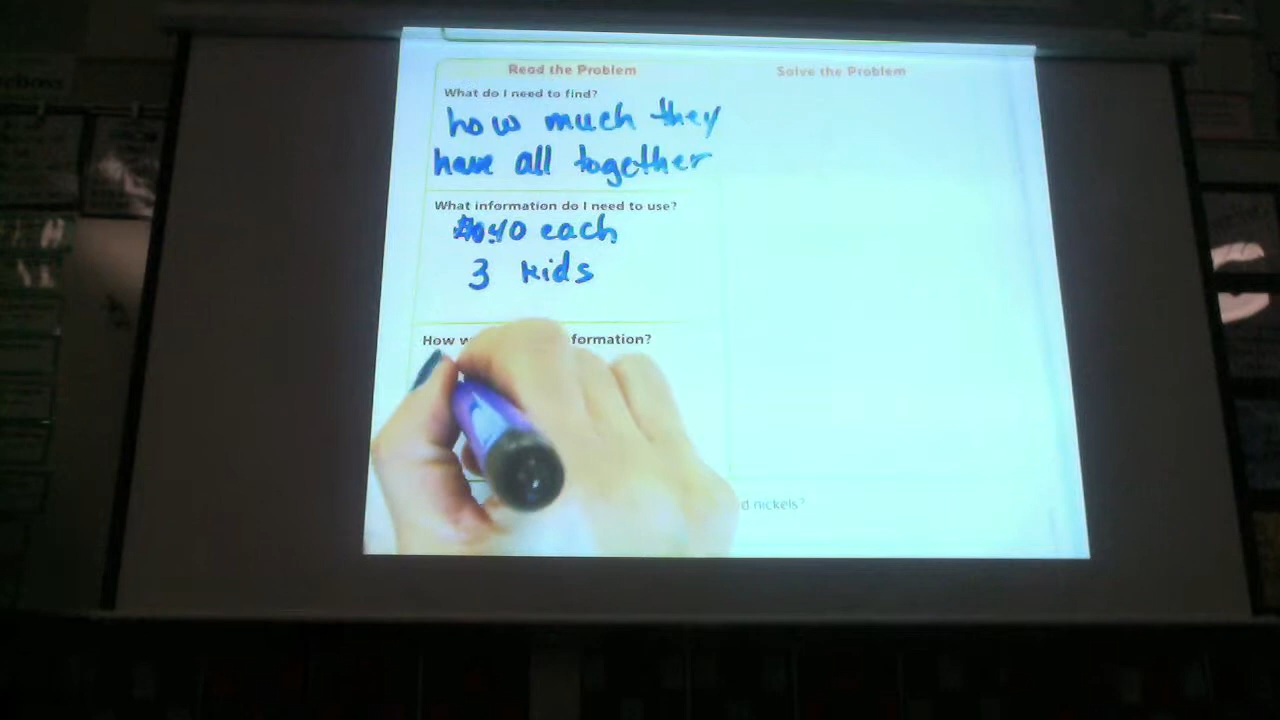 Read the Problem
Solve the Problem
What do I need to find?
how much they
have all together
What information do I need to use?
$0.40 each
3 kids
How formation?
d nickels?